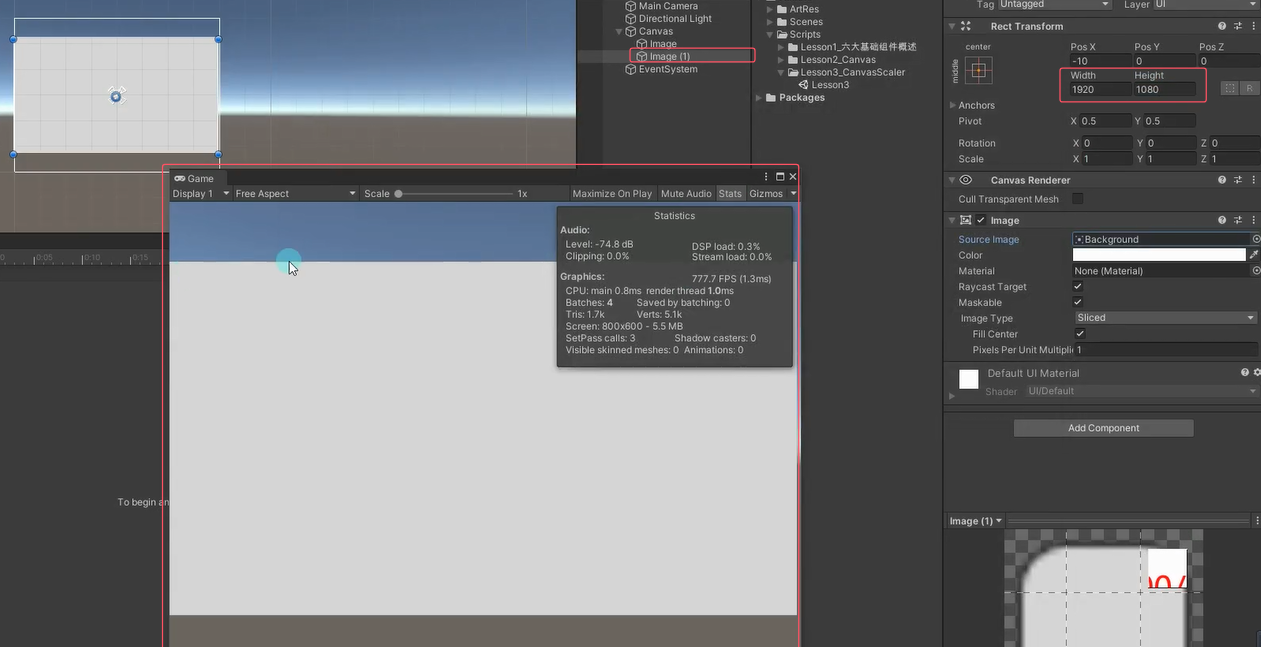 Main Camera
Directional Light
Canvas
Image
Image (1)
EventSystem
ArtRes
Scenes
Scripts
Lesson1_六大基础组件概述
Lesson2_Canvas
Lesson3_CanvasScaler
Lesson3
Packages
Tag Untagged Layer UI
Rect Transform
center
middle
Pos X Pos Y Pos Z
-10 0 0
Width Height
1920 1080
R
Anchors
Pivot X 0.5 Y 0.5
Rotation X 0 Y 0 Z 0
Scale X 1 Y 1 Z 1
Canvas Renderer
Cull Transparent Mesh
Image
Source Image Background
Color
Material None (Material)
Raycast Target
Maskable
Image Type Sliced
Fill Center
Pixels Per Unit Multiplie 1
Default UI Material
Shader UI/Default
Add Component
Image (1)
Game
Display 1 Free Aspect Scale 1x Maximize On Play Mute Audio Stats Gizmos
Statistics
Audio:
Level: -74.8 dB DSP load: 0.3%
Clipping: 0.0% Stream load: 0.0%
Graphics: 777.7 FPS (1.3ms)
CPU: main 0.8ms render thread 1.0ms
Batches: 4 Saved by batching: 0
Tris: 1.7k Verts: 5.1k
Screen: 800x600 - 5.5 MB
SetPass calls: 3 Shadow casters: 0
Visible skinned meshes: 0 Animations: 0
0 0:05 0:10 0:15
To begin an